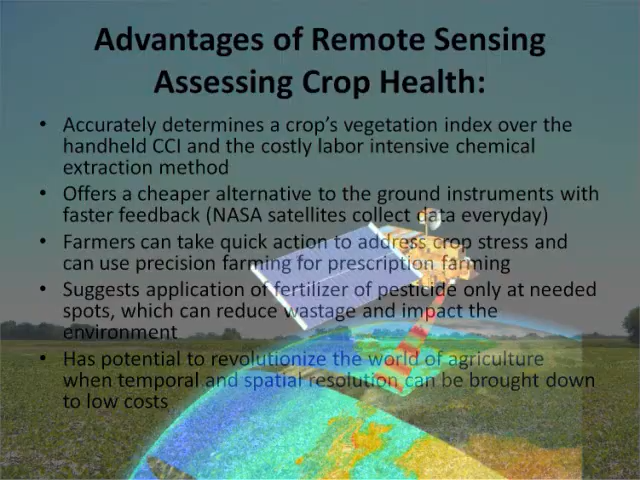 Advantages of Remote Sensing
Assessing Crop Health:
• Accurately determines a crop's vegetation index over the
handheld CCI and the costly labor intensive chemical
extraction method
• Offers a cheaper alternative to the ground instruments with
faster feedback (NASA satellites collect data everyday)
• Farmers can take quick action to address crop stress and
can use precision farming for prescription farming
• Suggests application of fertilizer of pesticide only at needed
spots, which can reduce wastage and impact the
environment
• Has potential to revolutionize the world of agriculture
when temporal and spatial resolution can be brought down
to low costs